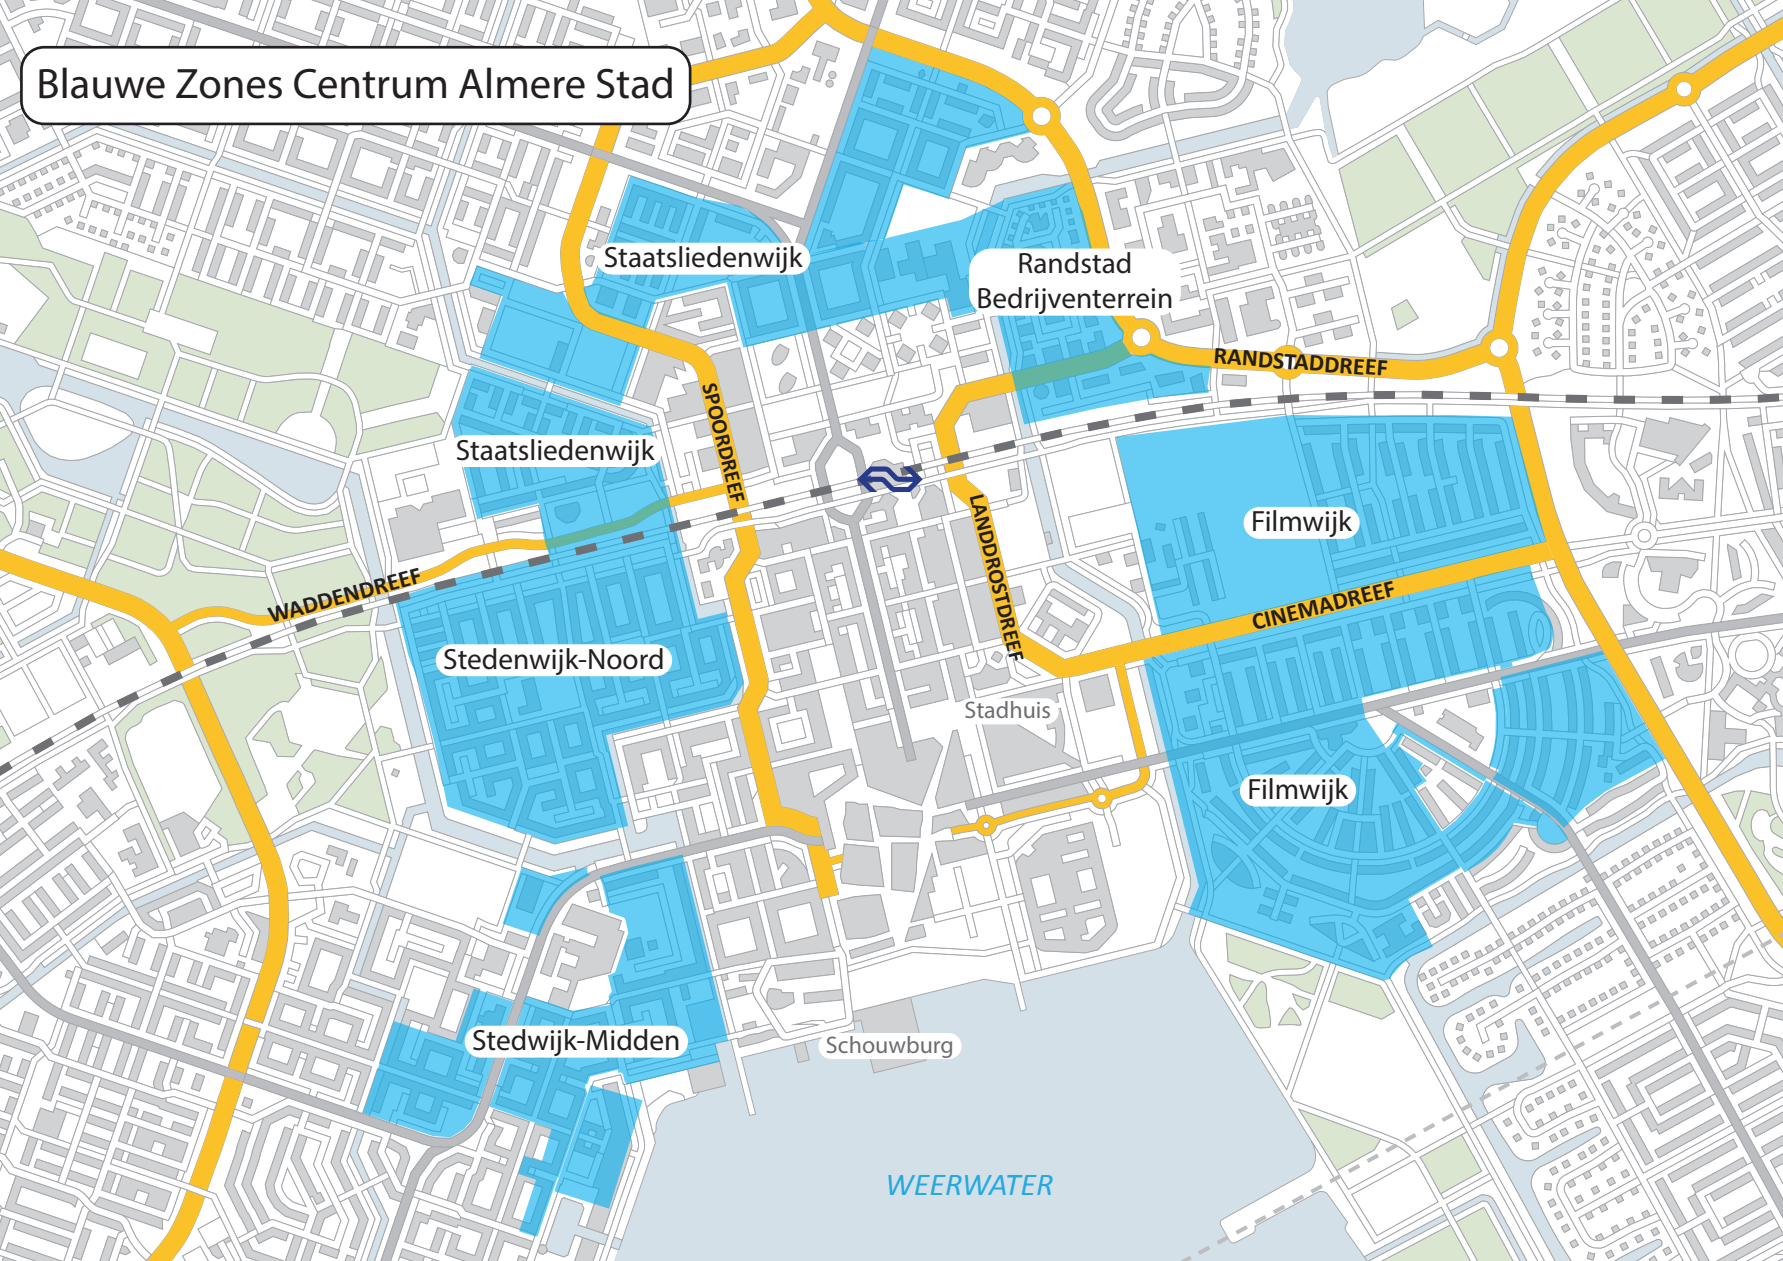 Blauwe Zones Centrum Almere Stad
Staatsliedenwijk
Randstad
Bedrijventerrein
RANDSTADDREEF
SPOORDREEF
Staatsliedenwijk
LANDDROSTDREEF
Filmwijk
WADDENDREEF
CINEMADREEF
Stedenwijk-Noord
Stadhuis
Filmwijk
Stedwijk-Midden
Schouwburg
WEERWATER